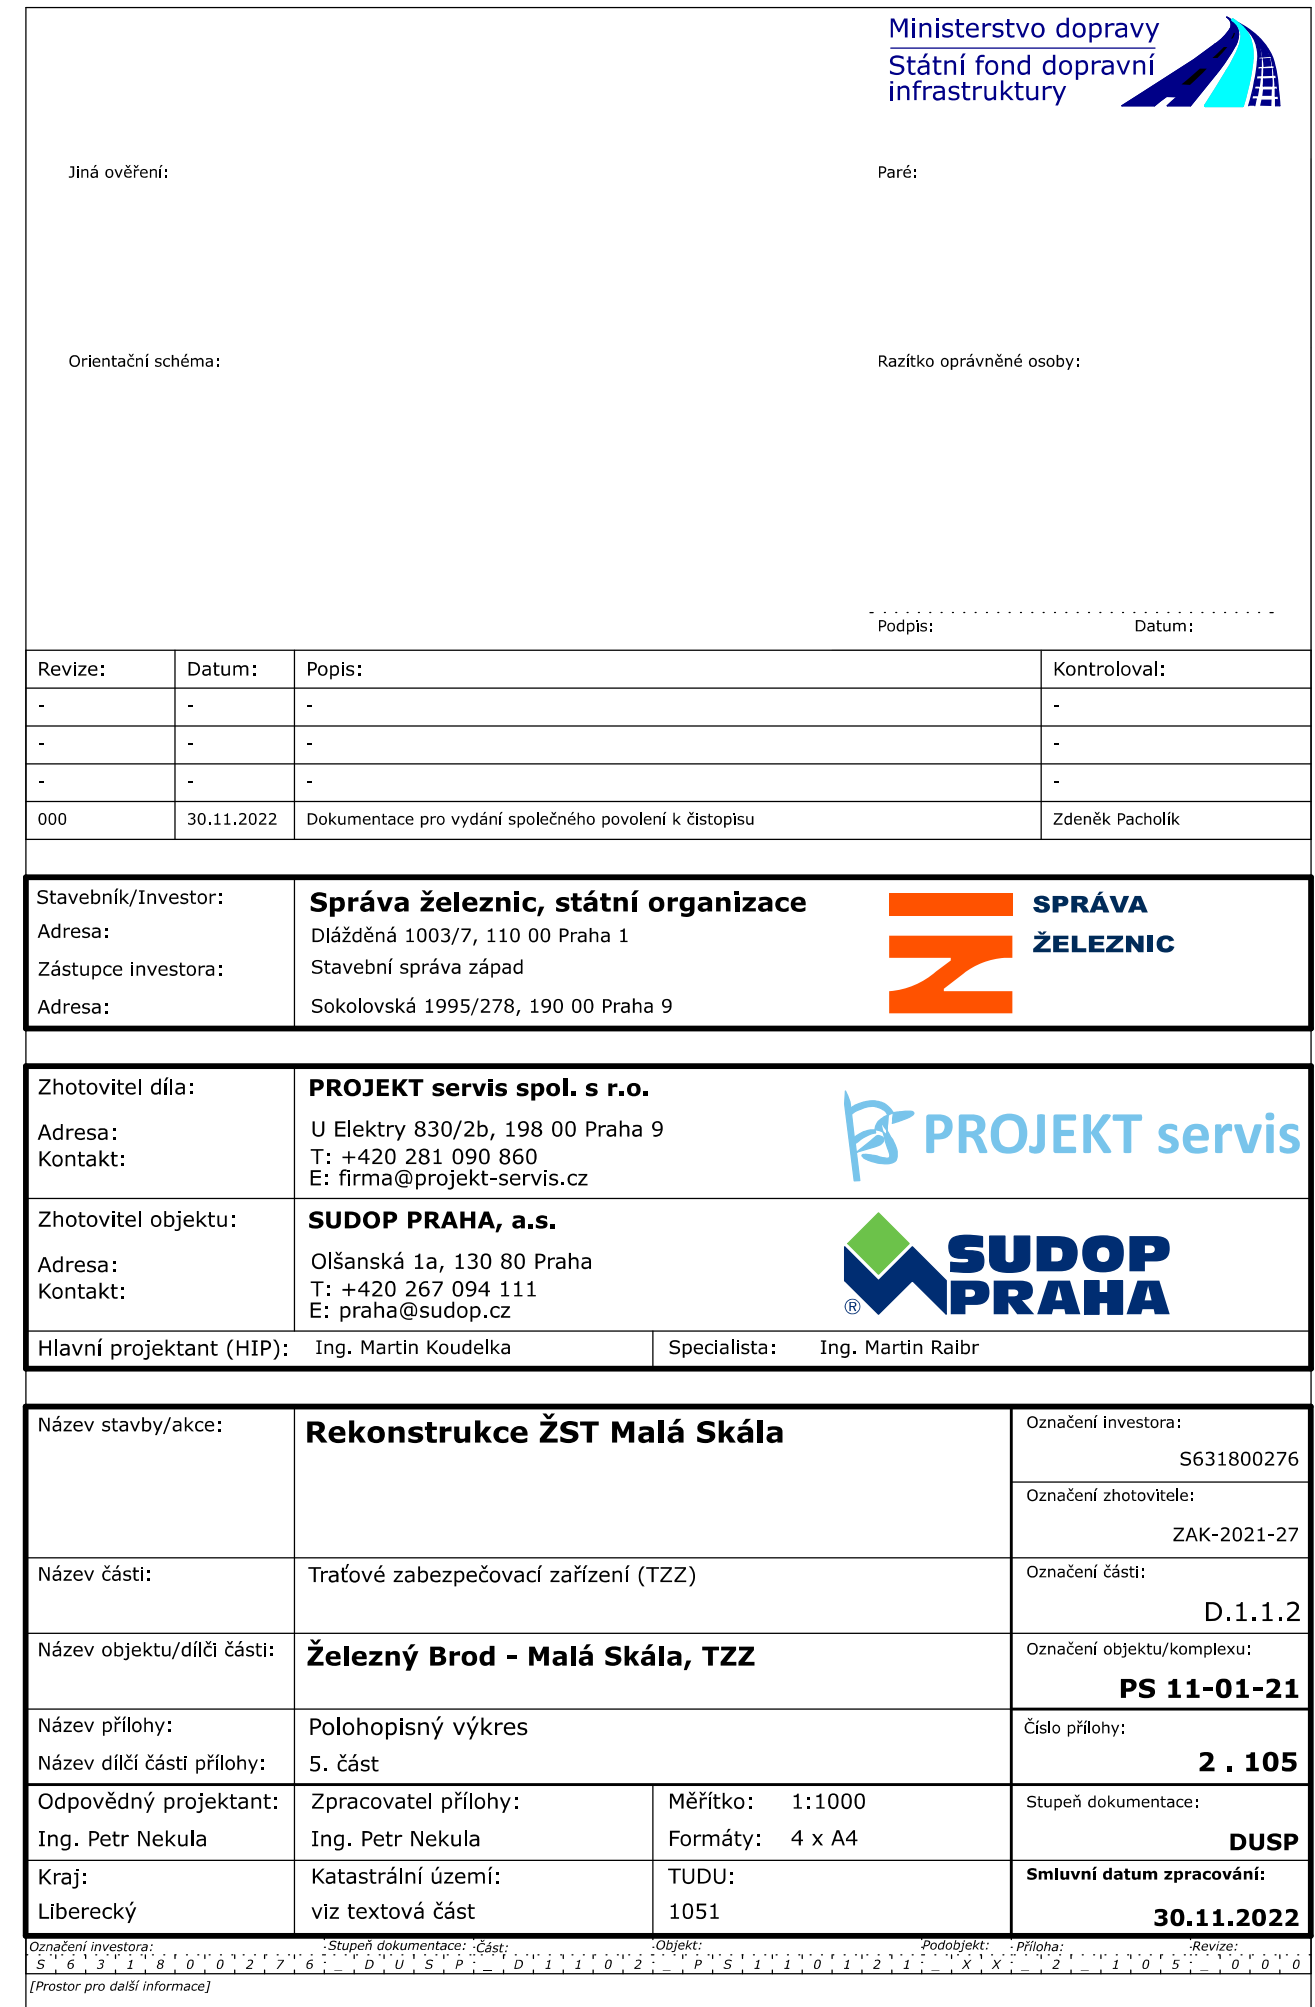 Ministerstvo dopravy
Státní fond dopravní
infrastruktury
Jiná ověření:
Paré:
Orientační schéma:
Razítko oprávněné osoby:
Podpis: Datum:
Revize: Datum: Popis: Kontroloval:
- - - -
- - - -
- - - -
000 30.11.2022 Dokumentace pro vydání společného povolení k čistopisu Zdeněk Pacholík
Stavebník/Investor: Správa železnic, státní organizace
Adresa: Dlážděná 1003/7, 110 00 Praha 1
Zástupce investora: Stavební správa západ
Adresa: Sokolovská 1995/278, 190 00 Praha 9
SPRÁVA
ŽELEZNIC
Zhotovitel díla: PROJEKT servis spol. s r.o.
Adresa: U Elektry 830/2b, 198 00 Praha 9
Kontakt: T: +420 281 090 860
E: firma@projekt-servis.cz
PROJEKT servis
Zhotovitel objektu: SUDOP PRAHA, a.s.
Adresa: Olšanská 1a, 130 80 Praha
Kontakt: T: +420 267 094 111
E: praha@sudop.cz
SUDOP
PRAHA
®
Hlavní projektant (HIP): Ing. Martin Koudelka Specialista: Ing. Martin Raibr
Název stavby/akce: Rekonstrukce ŽST Malá Skála
Označení investora:
S631800276
Označení zhotovitele:
ZAK-2021-27
Název části: Traťové zabezpečovací zařízení (TZZ)
Označení části:
D.1.1.2
Název objektu/dílči části: Železný Brod - Malá Skála, TZZ
Označení objektu/komplexu:
PS 11-01-21
Název přílohy: Polohopisný výkres
Název dílčí části přílohy: 5. část
Číslo přílohy:
2 . 105
Odpovědný projektant: Zpracovatel přílohy: Měřítko: 1:1000
Ing. Petr Nekula Ing. Petr Nekula Formáty: 4 x A4
Stupeň dokumentace:
DUSP
Kraj: Katastrální území: TUDU:
Liberecký viz textová část 1051
Smluvní datum zpracování:
30.11.2022
Označení investora: Stupeň dokumentace: Část: Objekt: Podobjekt: Příloha: Revize:
S 6 3 1 8 0 0 2 7 6 _ D U S P _ D 1 1 0 2 _ P S 1 1 0 1 2 1 _ X X _ 2 _ 1 0 5 _ 0 0 0
[Prostor pro další informace]